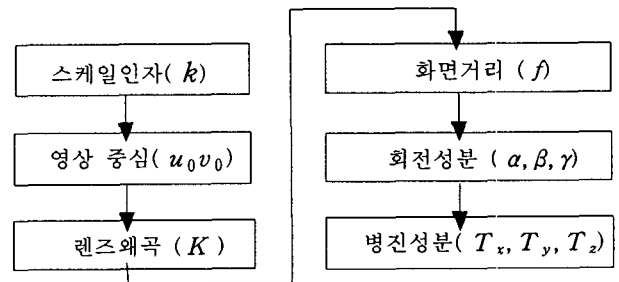 스케일인자( k)
영상 중심( u₀v₀)
렌즈왜곡 ( K )
화면거리 ( f)
회전성분 ( α, β, γ)
병진성분( Tₓ, Tᵧ, T_z)